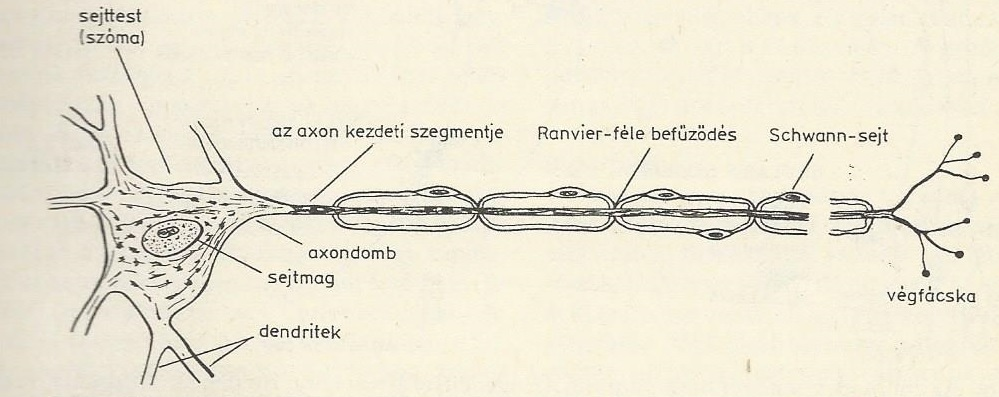 sejttest
(szóma)
az axon kezdeti szegmentje
Ranvier-féle befűződés
Schwann-sejt
axondomb
sejtmag
végfácska
dendritek